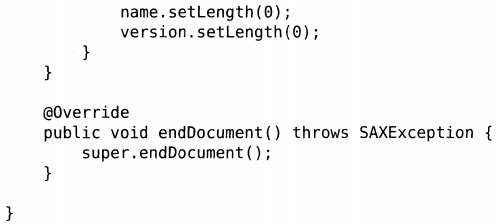 name.setLength(0);
            version.setLength(0);
        }
    }

    @Override
    public void endDocument() throws SAXException {
        super.endDocument();
    }

}